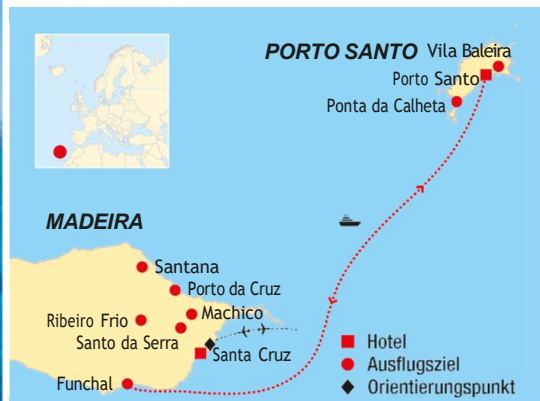 PORTO SANTO
Vila Baleira
Porto Santo
Ponta da Calheta
MADEIRA
Santana
Porto da Cruz
Machico
Ribeiro Frio
Santo da Serra
Santa Cruz
Funchal
Hotel
Ausflugsziel
Orientierungspunkt